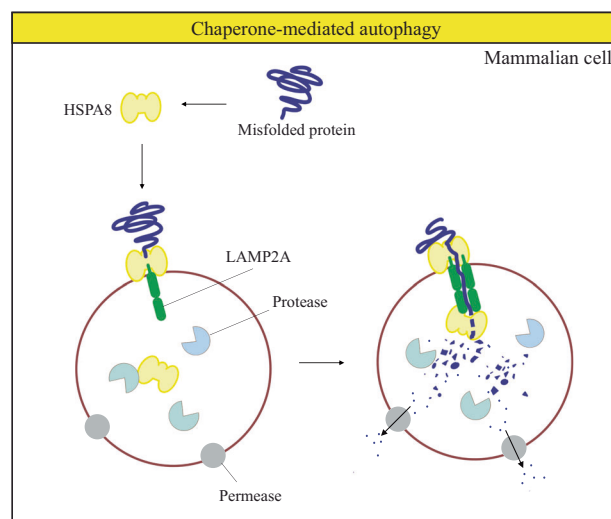 Chaperone-mediated autophagy
Mammalian cell
HSPA8
Misfolded protein
LAMP2A
Protease
Permease